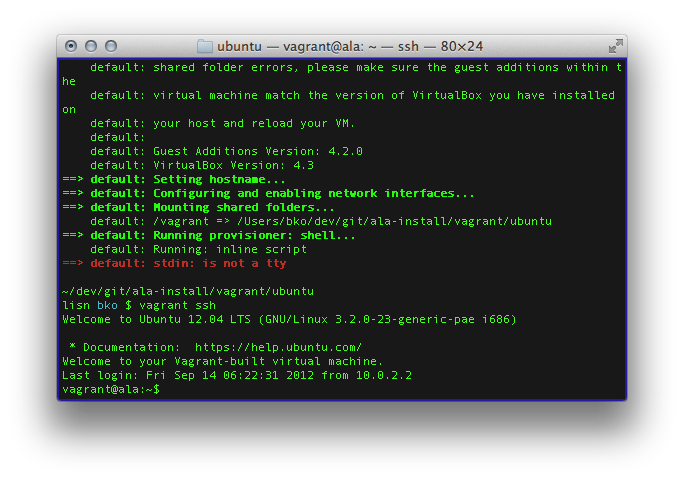 ubuntu — vagrant@ala: ~ — ssh — 80×24
default: shared folder errors, please make sure the guest additions within t
he
default: virtual machine match the version of VirtualBox you have installed
on
default: your host and reload your VM.
default:
default: Guest Additions Version: 4.2.0
default: VirtualBox Version: 4.3
==> default: Setting hostname...
==> default: Configuring and enabling network interfaces...
==> default: Mounting shared folders...
default: /vagrant => /Users/bko/dev/git/ala-install/vagrant/ubuntu
==> default: Running provisioner: shell...
default: Running: inline script
==> default: stdin: is not a tty
~/dev/git/ala-install/vagrant/ubuntu
lisn bko $ vagrant ssh
Welcome to Ubuntu 12.04 LTS (GNU/Linux 3.2.0-23-generic-pae i686)
* Documentation:  https://help.ubuntu.com/
Welcome to your Vagrant-built virtual machine.
Last login: Fri Sep 14 06:22:31 2012 from 10.0.2.2
vagrant@ala:~$